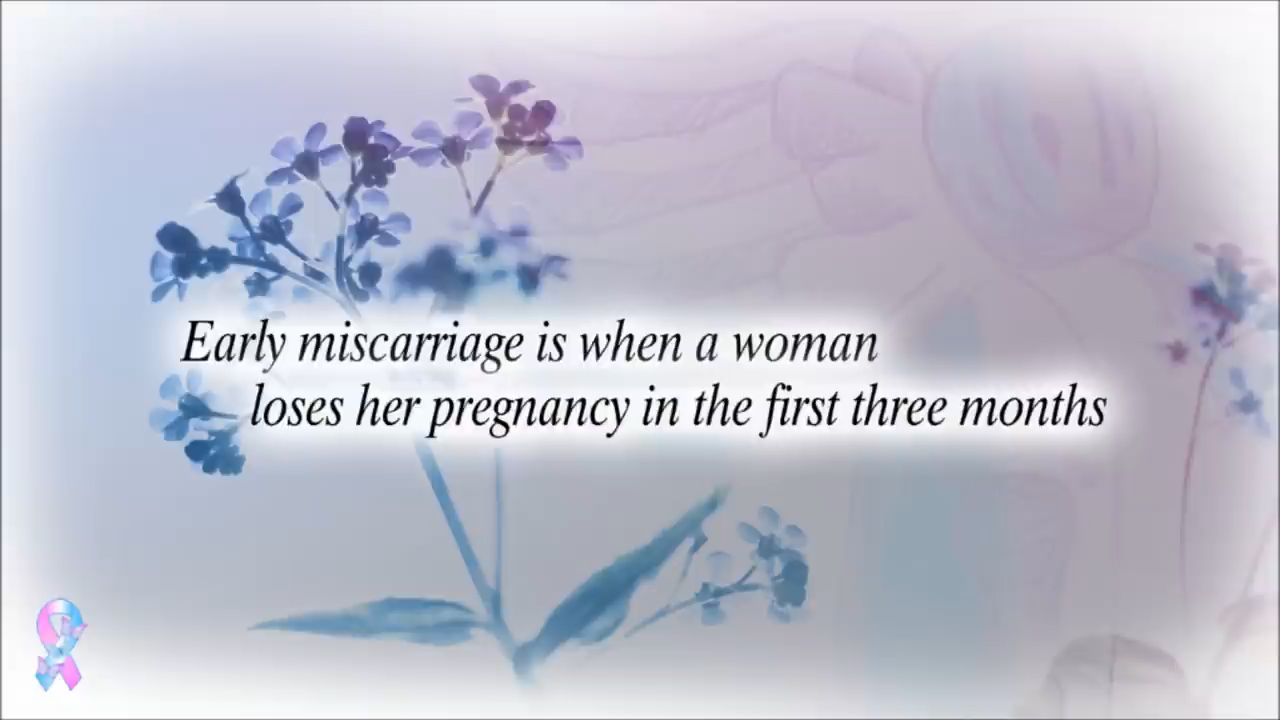 Early miscarriage is when a woman
loses her pregnancy in the first three months